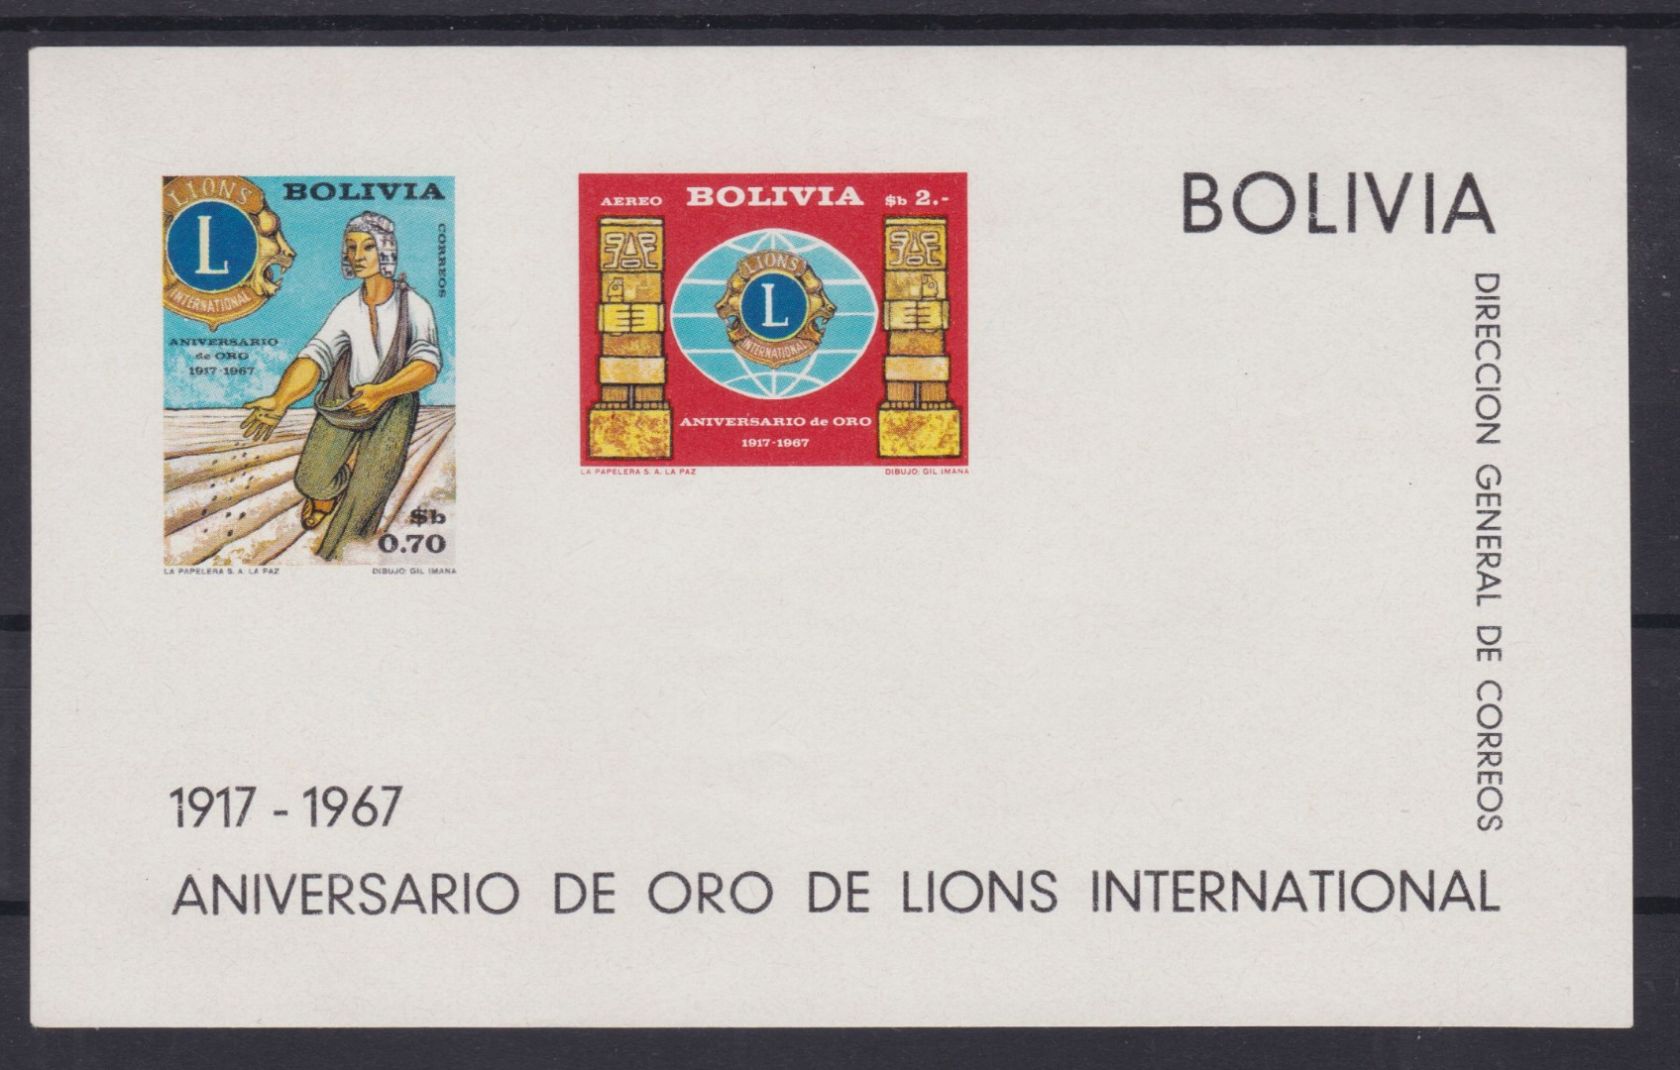 LIONS
L
INTERNATIONAL
BOLIVIA
CORREOS
ANIVERSARIO
de ORO
1917-1967
$b
0.70
LA PAPELERA S. A. LA PAZ
DIBUJO: GIL IMANA
AEREO BOLIVIA $b 2.-
LIONS
L
INTERNATIONAL
ANIVERSARIO de ORO
1917-1967
LA PAPELERA S. A. LA PAZ
DIBUJO: GIL IMANA
BOLIVIA
DIRECCION GENERAL DE CORREOS
1917 - 1967
ANIVERSARIO DE ORO DE LIONS INTERNATIONAL